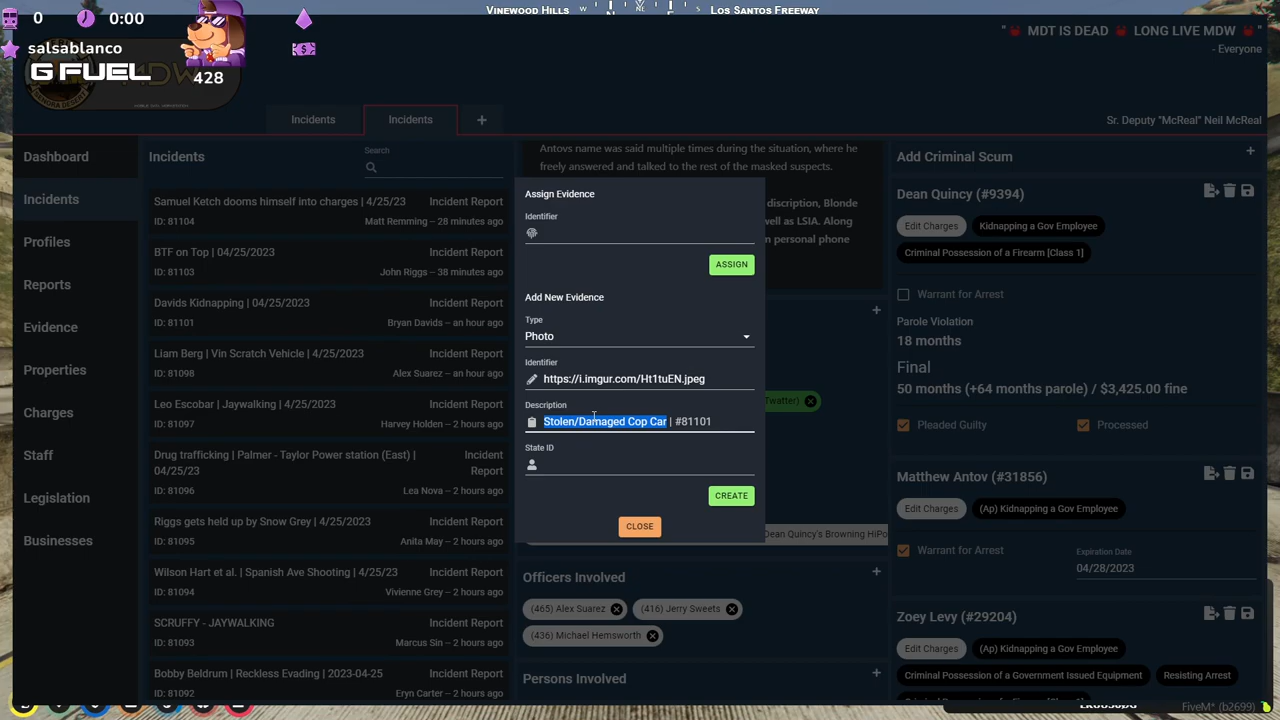 VINEWOOD HILLS
N
LOS SANTOS FREEWAY
0
0:00
salsablanco
G FUEL
428
MDW
SENORA DESERT
" MDT IS DEAD LONG LIVE MDW "
- Everyone
Incidents
Incidents
+
Sr. Deputy "McReal" Neil McReal
Dashboard
Incidents
Profiles
Reports
Evidence
Properties
Charges
Staff
Legislation
Businesses
Incidents
Search
Samuel Ketch dooms himself into charges | 4/25/23
Incident Report
ID: 81104
Matt Remming – 28 minutes ago
BTF on Top | 04/25/2023
Incident Report
ID: 81103
John Riggs – 38 minutes ago
Davids Kidnapping | 04/25/2023
Incident Report
ID: 81101
Bryan Davids – an hour ago
Liam Berg | Vin Scratch Vehicle | 4/25/2023
Incident Report
ID: 81098
Alex Suarez – an hour ago
Leo Escobar | Jaywalking | 4/25/2023
Incident Report
ID: 81097
Harvey Holden – 2 hours ago
Drug trafficking | Palmer - Taylor Power station (East) |
04/25/2023
Incident
Report
ID: 81096
Lea Nova – 2 hours ago
Riggs gets held up by Snow Grey | 4/25/2023
Incident Report
ID: 81095
Anita May – 2 hours ago
Wilson Hart et al. | Spanish Ave Shooting | 4/25/23
Incident Report
ID: 81094
Vivienne Grey – 2 hours ago
SCRUFFY - JAYWALKING
Incident Report
ID: 81093
Marcus Sin – 2 hours ago
Bobby Beldrum | Reckless Evading | 2023-04-25
Incident Report
ID: 81092
Eryn Carter – 2 hours ago
Antovs name was said multiple times during the situation, where he
freely answered and talked to the rest of the masked suspects.
discription, Blonde
well as LSIA. Along
personal phone
Assign Evidence
Identifier
ASSIGN
Add New Evidence
Type
Photo
Identifier
https://i.imgur.com/Ht1tuEN.jpeg
Description
Stolen/Damaged Cop Car | #81101
State ID
CREATE
CLOSE
Twatter)
Dean Quincy's Browning HiPo
Officers Involved
(465) Alex Suarez
(416) Jerry Sweets
(436) Michael Hemsworth
Persons Involved
Add Criminal Scum
Dean Quincy (#9394)
Edit Charges
Kidnapping a Gov Employee
Criminal Possession of a Firearm [Class 1]
Warrant for Arrest
Parole Violation
18 months
Final
50 months (+64 months parole) / $3,425.00 fine
Pleaded Guilty
Processed
Matthew Antov (#31856)
Edit Charges
(Ap) Kidnapping a Gov Employee
Warrant for Arrest
Expiration Date
04/28/2023
Zoey Levy (#29204)
Edit Charges
(Ap) Kidnapping a Gov Employee
Criminal Possession of a Government Issued Equipment
Resisting Arrest
FiveM* (b2699)